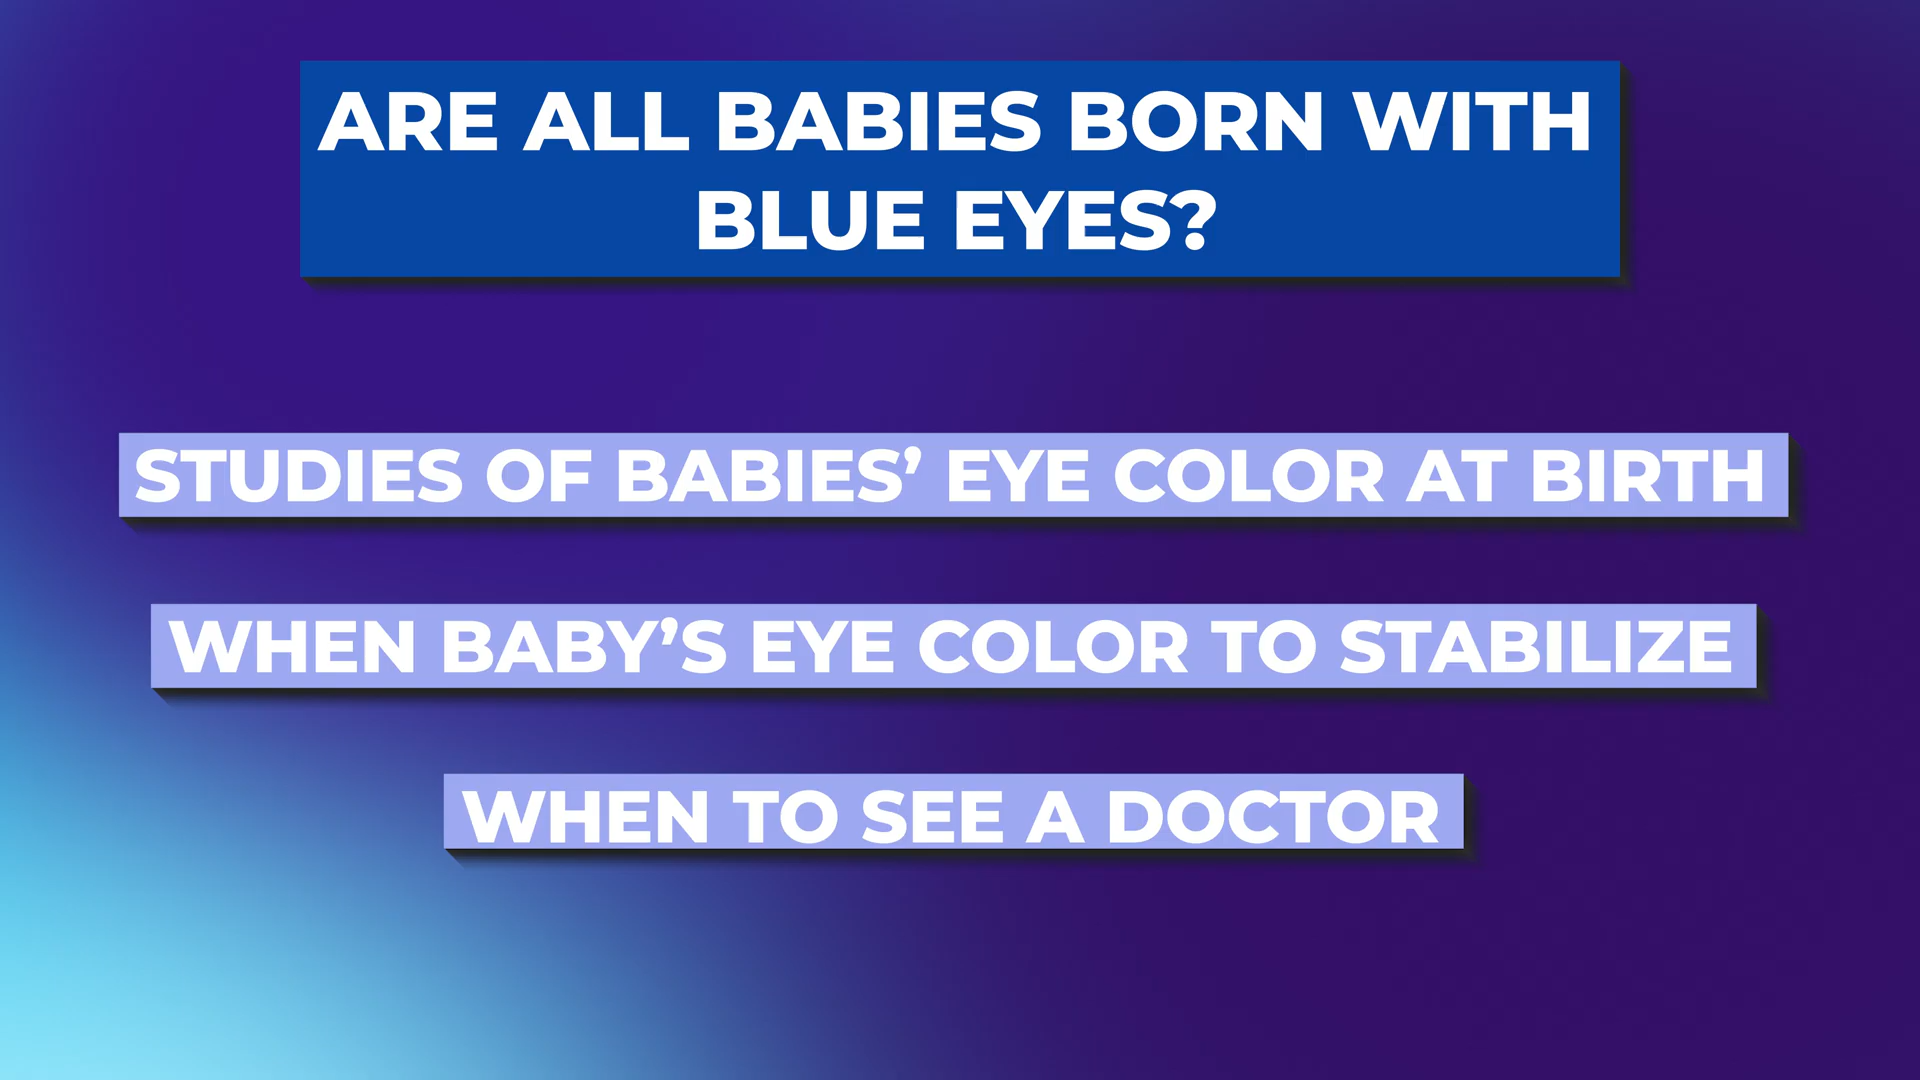 ARE ALL BABIES BORN WITH
BLUE EYES?
STUDIES OF BABIES’ EYE COLOR AT BIRTH
WHEN BABY’S EYE COLOR TO STABILIZE
WHEN TO SEE A DOCTOR